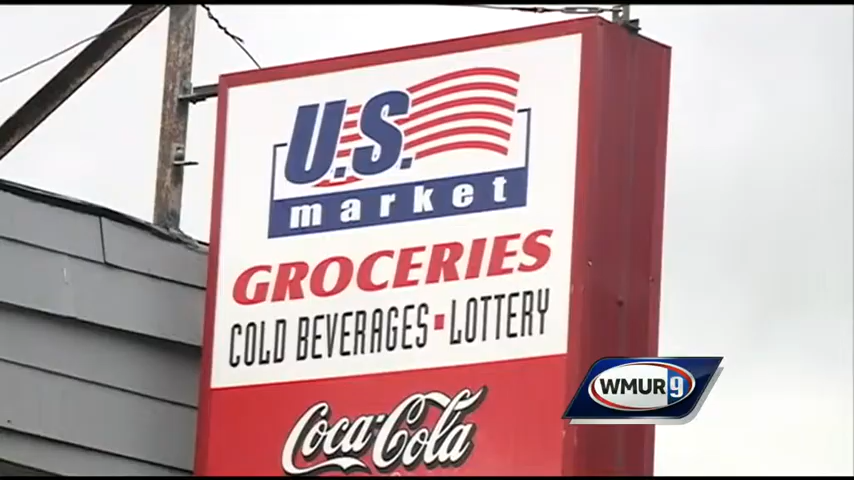 U.S.
market
GROCERIES
COLD BEVERAGES LOTTERY
Coca-Cola
WMUR 9